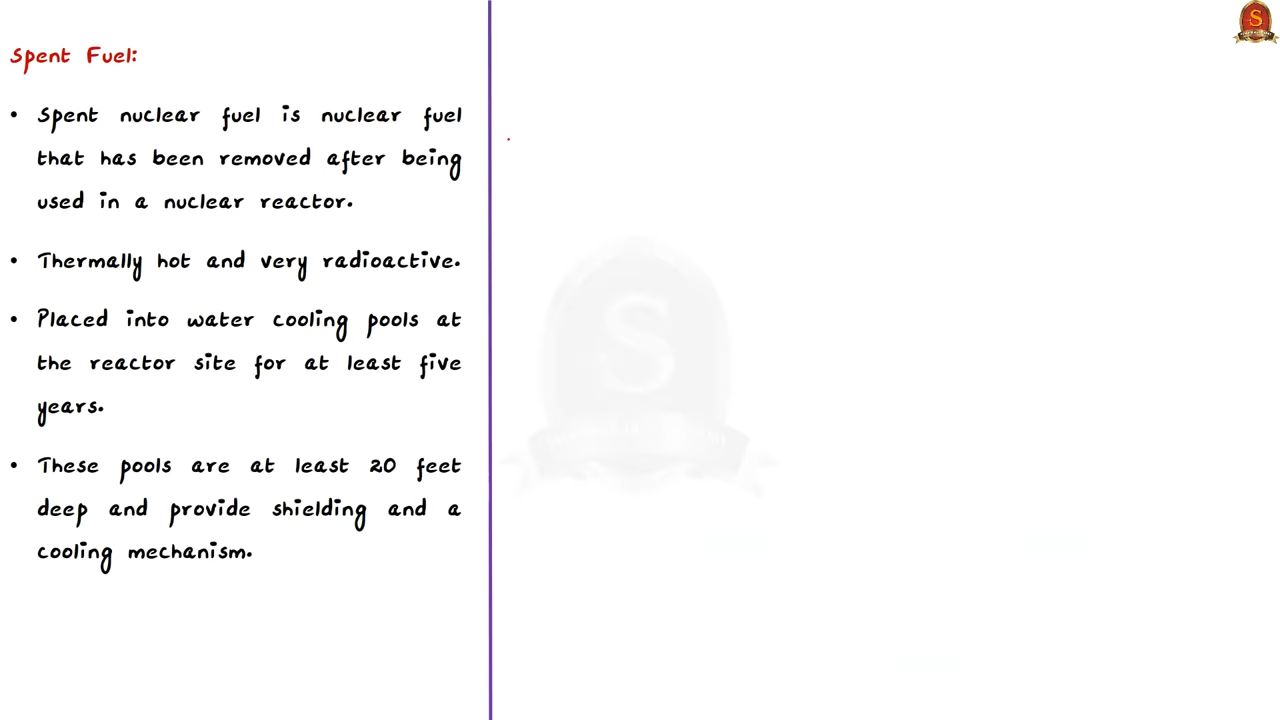 Spent Fuel:
• Spent nuclear fuel is nuclear fuel
that has been removed after being
used in a nuclear reactor.
• Thermally hot and very radioactive.
• Placed into water cooling pools at
the reactor site for at least five
years.
• These pools are at least 20 feet
deep and provide shielding and a
cooling mechanism.
S
S